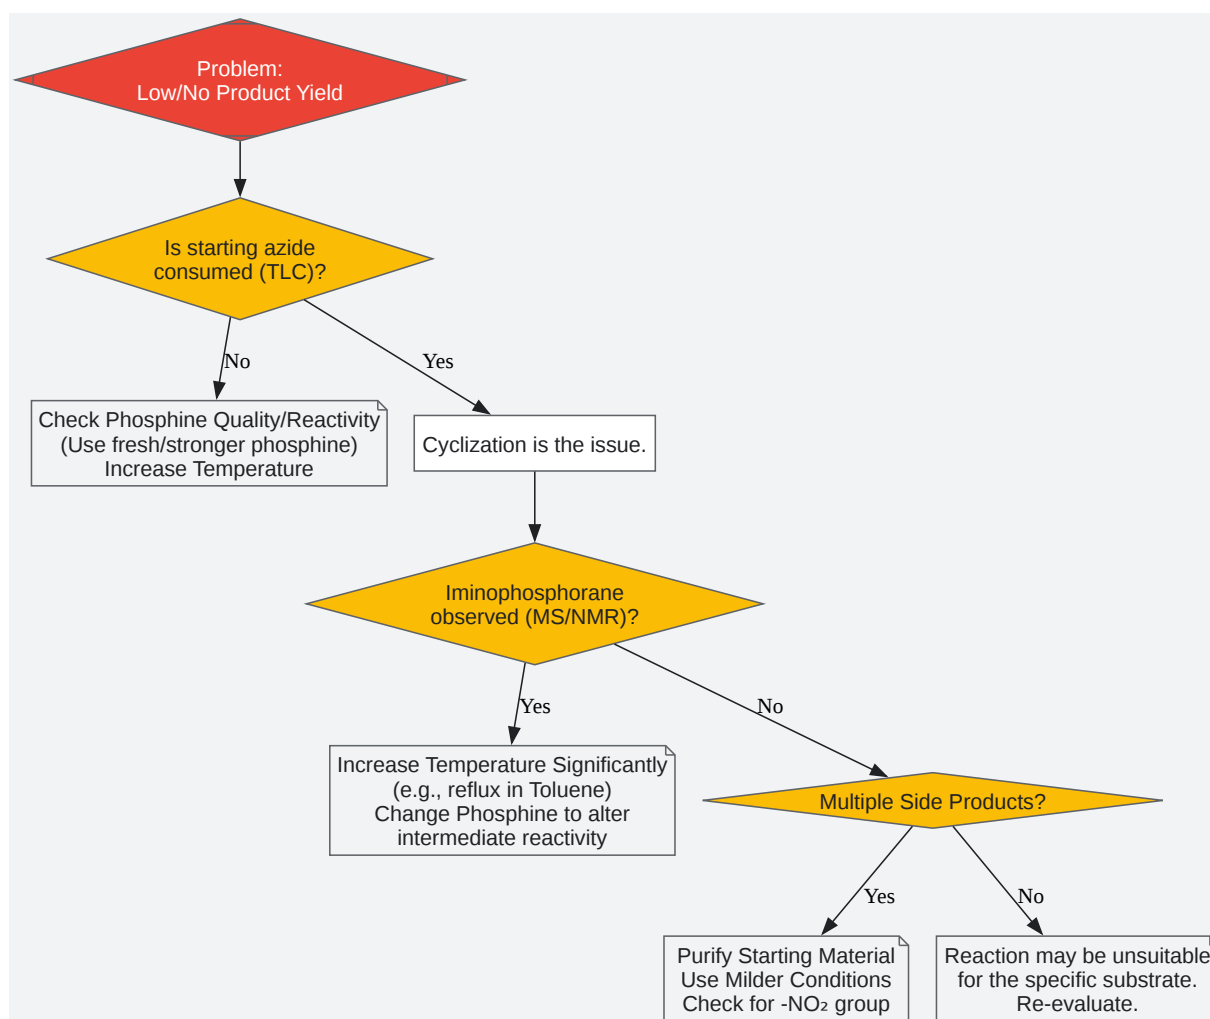 Problem:
Low/No Product Yield
Is starting azide
consumed (TLC)?
No
Yes
Check Phosphine Quality/Reactivity
(Use fresh/stronger phosphine)
Increase Temperature
Cyclization is the issue.
Iminophosphorane
observed (MS/NMR)?
Yes
No
Increase Temperature Significantly
(e.g., reflux in Toluene)
Change Phosphine to alter
intermediate reactivity
Multiple Side Products?
Yes
No
Purify Starting Material
Use Milder Conditions
Check for -NO₂ group
Reaction may be unsuitable
for the specific substrate.
Re-evaluate.